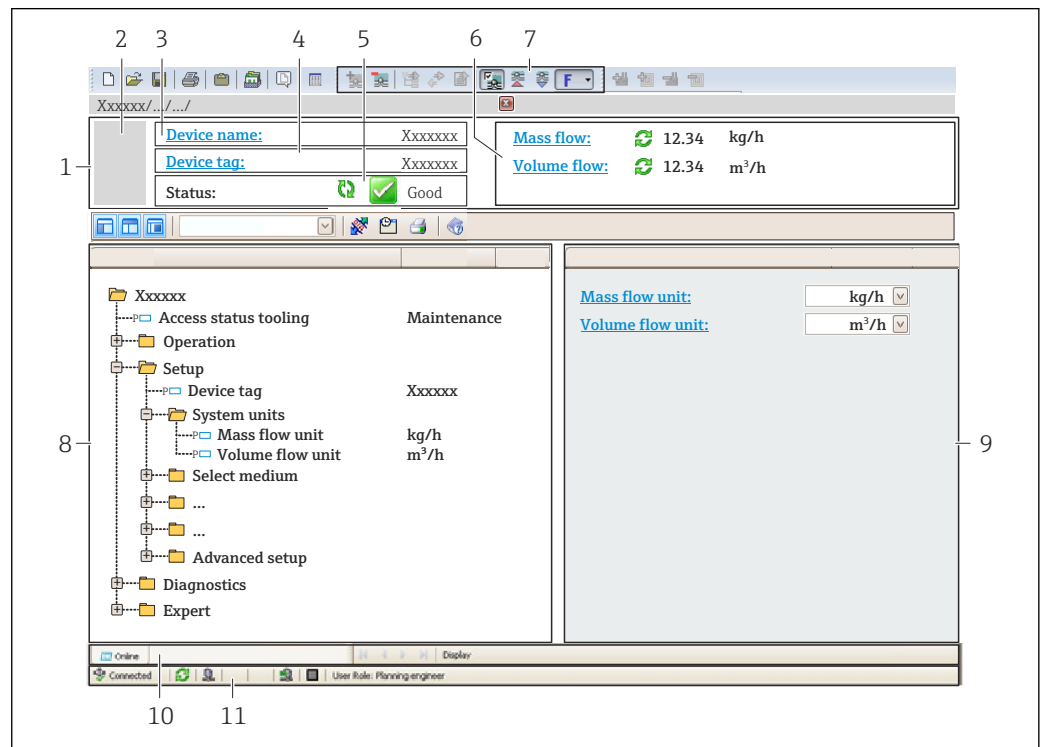 2 3 4 5 6 7
F
Xxxxxx/.../.../
1
Device name: Xxxxxxx
Device tag: Xxxxxxx
Status: Good
Mass flow: 12.34 kg/h
Volume flow: 12.34 m³/h
Xxxxxx
P Access status tooling Maintenance
Operation
Setup
P Device tag Xxxxxx
System units
P Mass flow unit kg/h
P Volume flow unit m³/h
Select medium
...
...
Advanced setup
Diagnostics
Expert
Mass flow unit: kg/h
Volume flow unit: m³/h
8
9
Online Display
Connected User Role: Planning engineer
10 11